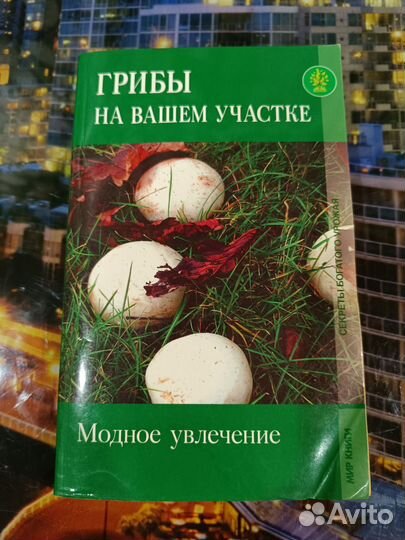 ГРИБЫ
НА ВАШЕМ УЧАСТКЕ
СЕКРЕТЫ БОГАТОГО УРОЖАЯ
Модное увлечение
МИР КНИГИ
Avito